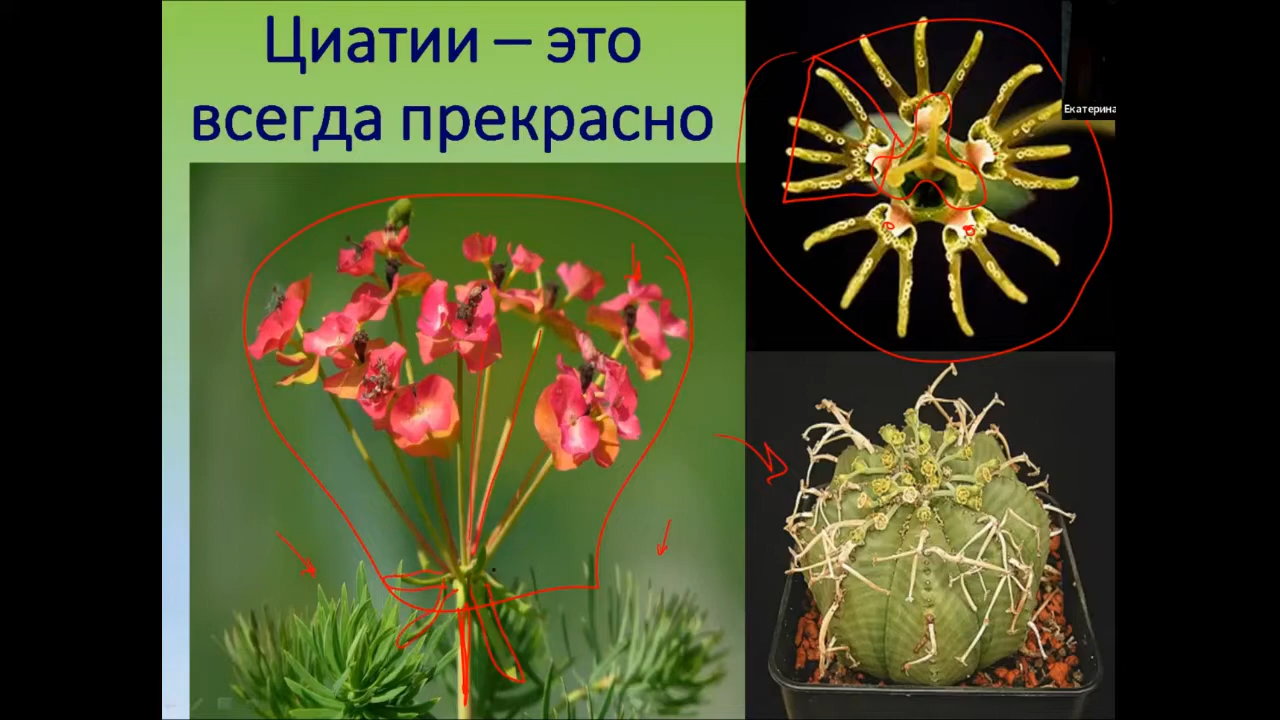 Циатии – это
всегда прекрасно
Екатерина